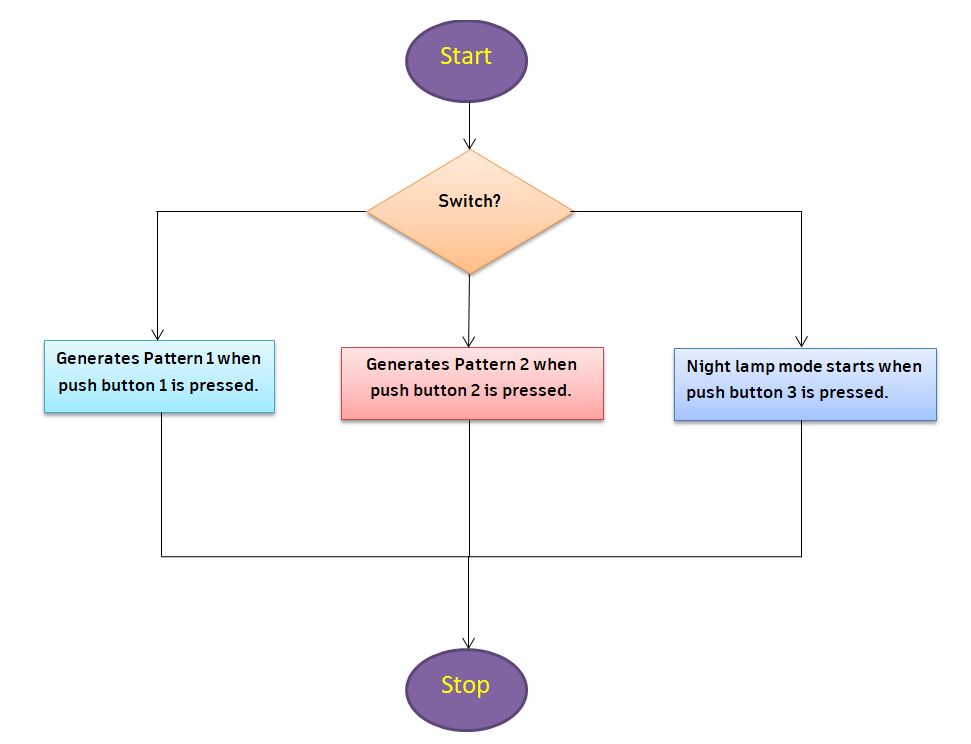 Start
Switch?
Generates Pattern 1 when
push button 1 is pressed.
Generates Pattern 2 when
push button 2 is pressed.
Night lamp mode starts when
push button 3 is pressed.
Stop